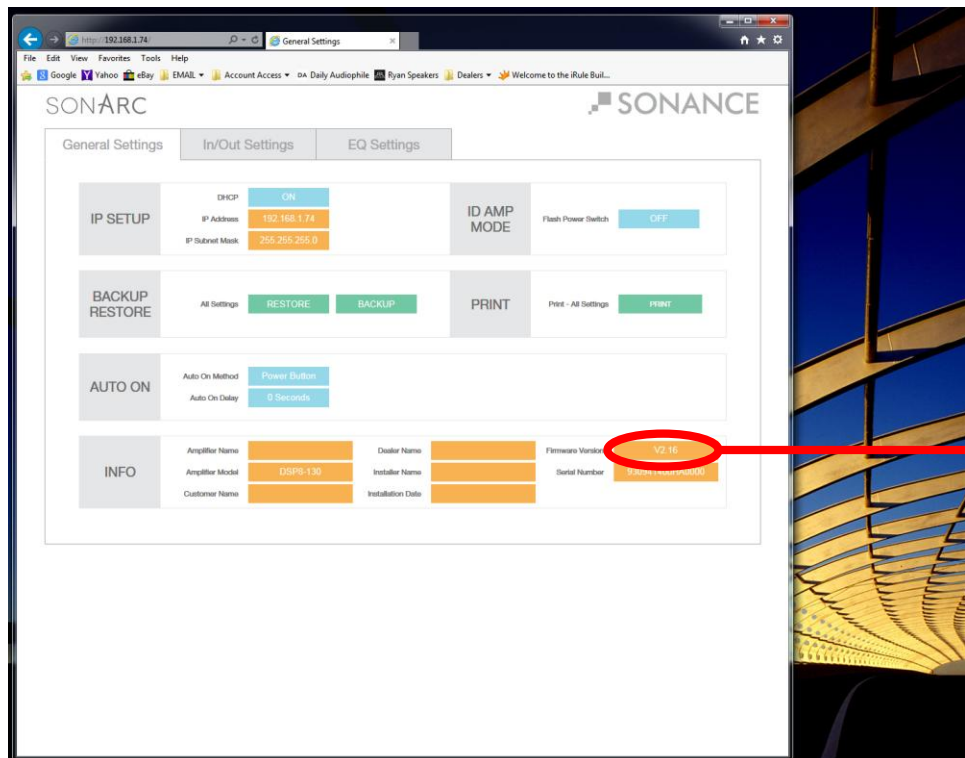 http://192.168.1.74/
General Settings
File Edit View Favorites Tools Help
Google Yahoo eBay EMAIL Account Access DA Daily Audiophile Ryan Speakers Dealers Welcome to the iRule Buil...
SONARC
SONANCE
General Settings
In/Out Settings
EQ Settings
IP SETUP
DHCP ON
IP Address 192.168.1.74
IP Subnet Mask 255.255.255.0
ID AMP
MODE
Flash Power Switch OFF
BACKUP
RESTORE
All Settings RESTORE BACKUP
PRINT
Print - All Settings PRINT
AUTO ON
Auto On Method Power Button
Auto On Delay 0 Seconds
INFO
Amplifier Name
Dealer Name
Firmware Version V2.16
Amplifier Model DSP8-130
Installer Name
Serial Number
Customer Name
Installation Date